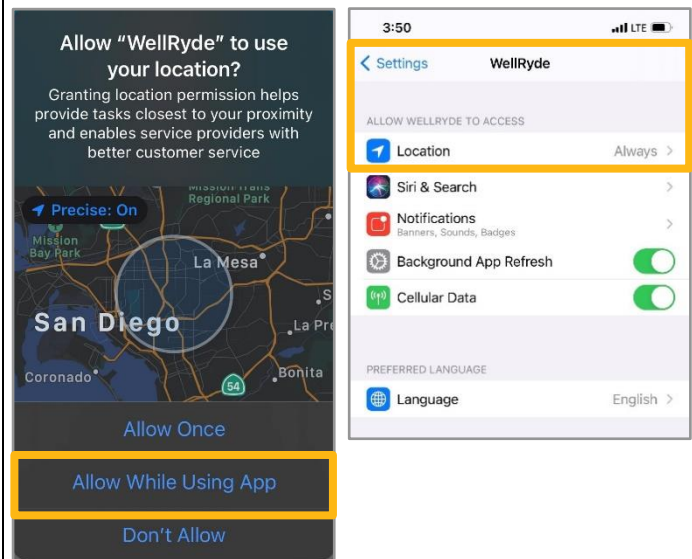 Allow “WellRyde” to use
your location?
Granting location permission helps
provide tasks closest to your proximity
and enables service providers with
better customer service
Mission Trails
Regional Park
Precise: On
Mission
Bay Park
La Mesa
San Diego
La Pre
Coronado
54
Bonita
Allow Once
Allow While Using App
Don't Allow
3:50
LTE
Settings
WellRyde
ALLOW WELLRYDE TO ACCESS
Location
Always
Siri & Search
Notifications
Banners, Sounds, Badges
Background App Refresh
Cellular Data
PREFERRED LANGUAGE
Language
English